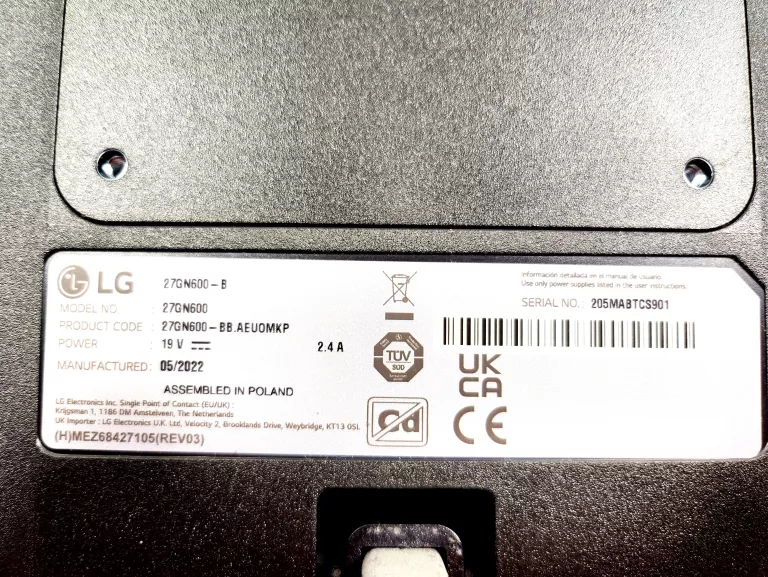 LG 27GN600-B
MODEL NO. : 27GN600
PRODUCT CODE : 27GN600-BB.AEUOMKP
POWER : 19 V 2.4 A
MANUFACTURED: 05/2022
ASSEMBLED IN POLAND
LG Electronics Inc. Single Point of Contact (EU/UK) :
Krijgsman 1, 1186 DM Amstelveen, The Netherlands
UK Importer : LG Electronics U.K. Ltd, Velocity 2, Brooklands Drive, Weybridge, KT13 0SL
(H)MEZ68427105(REV03)
TÜV
SÜD
Cd
Información detallada en el manual de usuario.
Use only power supplies listed in the user instructions.
SERIAL NO. : 205MABTCS901
UK
CA
CE